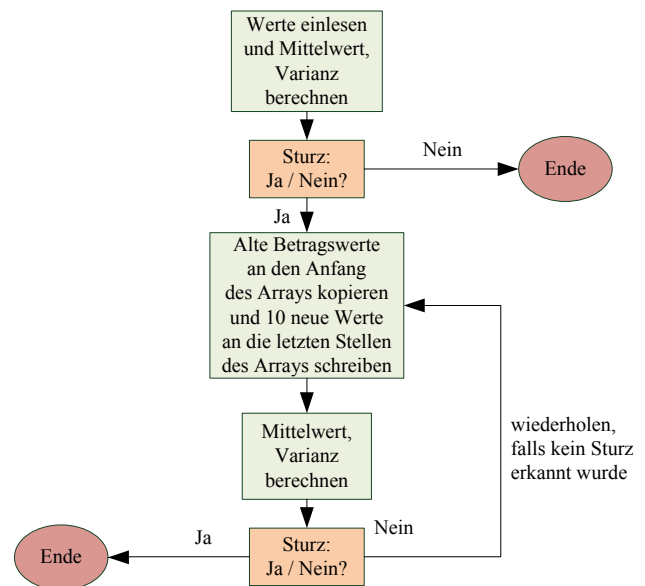 Werte einlesen
und Mittelwert,
Varianz
berechnen
Sturz:
Ja / Nein?
Nein
Ende
Ja
Alte Betragswerte
an den Anfang
des Arrays kopieren
und 10 neue Werte
an die letzten Stellen
des Arrays schreiben
wiederholen,
falls kein Sturz
erkannt wurde
Mittelwert,
Varianz
berechnen
Sturz:
Ja / Nein?
Nein
Ja
Ende